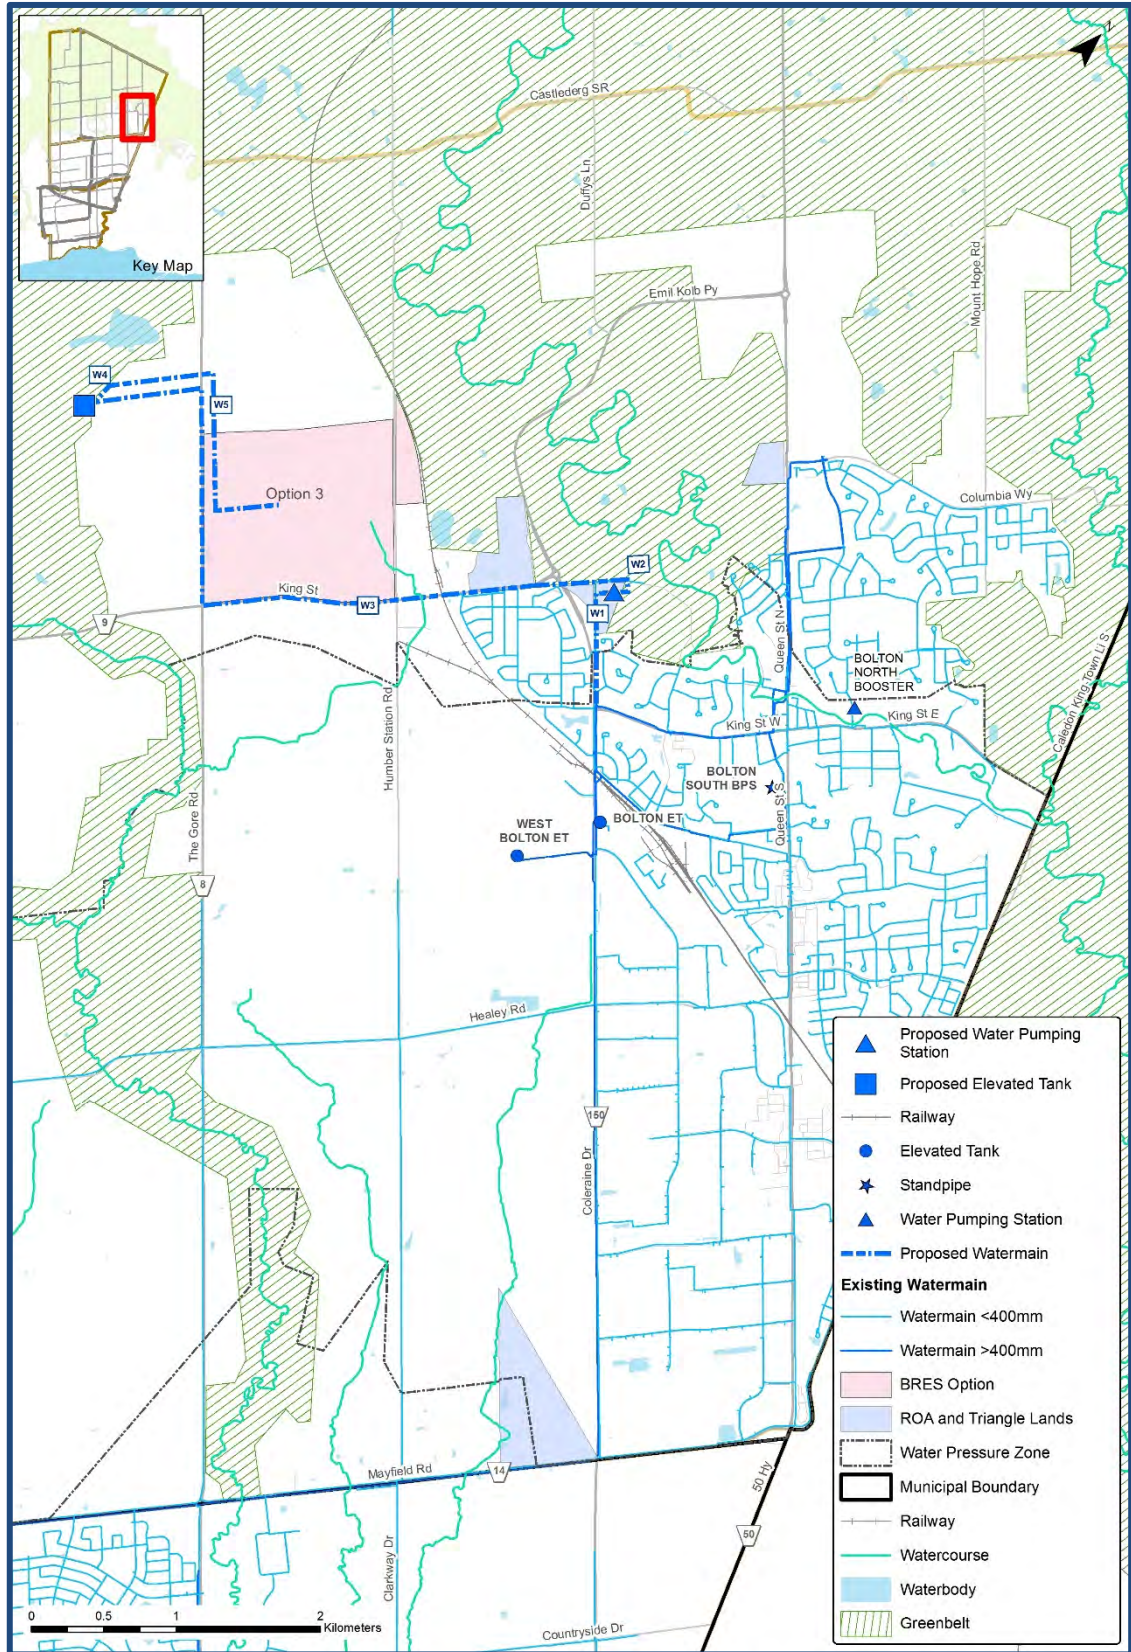 Castlederg SR
Duffys Ln
Key Map
Emil Kolb Py
Mount Hope Rd
W4
W5
Option 3
Columbia Wy
King St
W2
W3
W1
9
Queen St N
BOLTON
NORTH
BOOSTER
Caledon King Town Ll S
Humber Station Rd
King St W
King St E
BOLTON
SOUTH BPS
The Gore Rd
WEST
BOLTON ET
BOLTON ET
Queen St S
8
Healey Rd
150
Coleraine Dr
Mayfield Rd
14
50 Hy
50
Clarkway Dr
Countryside Dr
0 0.5 1 2
Kilometers
Proposed Water Pumping
Station
Proposed Elevated Tank
Railway
Elevated Tank
Standpipe
Water Pumping Station
Proposed Watermain
Existing Watermain
Watermain <400mm
Watermain >400mm
BRES Option
ROA and Triangle Lands
Water Pressure Zone
Municipal Boundary
Railway
Watercourse
Waterbody
Greenbelt